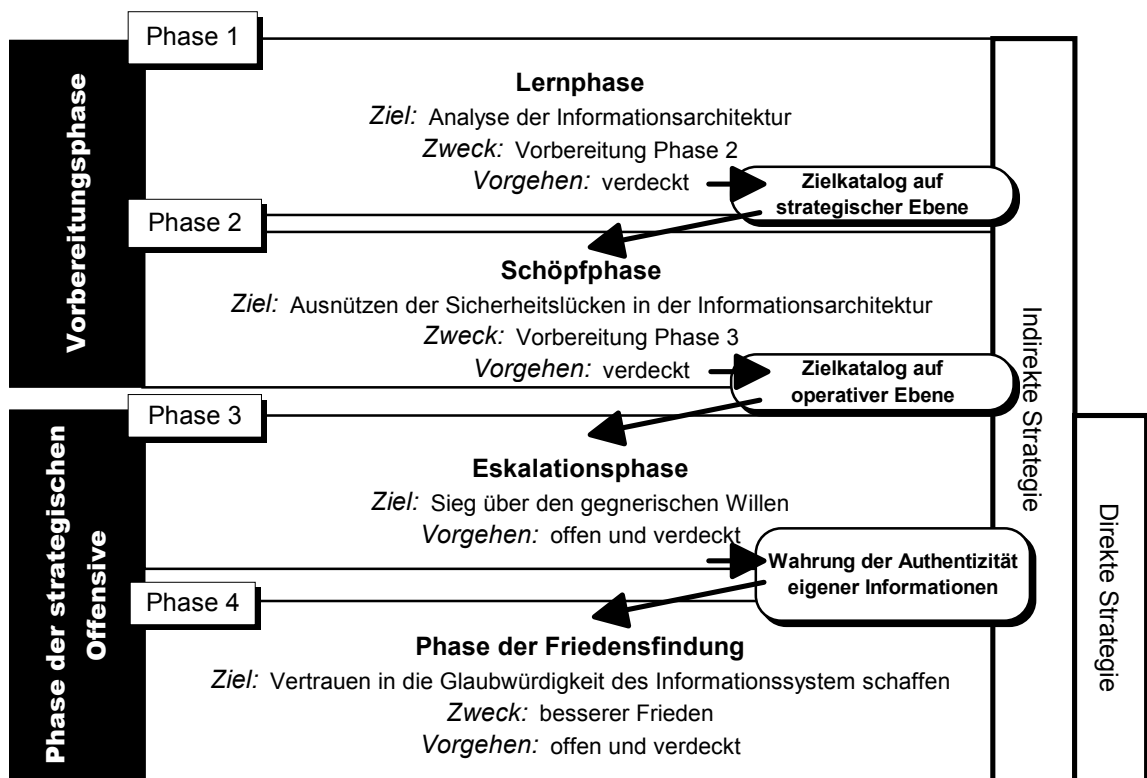 Phase 1
Vorbereitungsphase
Lernphase
Ziel: Analyse der Informationsarchitektur
Zweck: Vorbereitung Phase 2
Vorgehen: verdeckt
Zielkatalog auf
strategischer Ebene
Phase 2
Schöpfphase
Ziel: Ausnützen der Sicherheitslücken in der Informationsarchitektur
Zweck: Vorbereitung Phase 3
Vorgehen: verdeckt
Zielkatalog auf
operativer Ebene
Indirekte Strategie
Phase 3
Phase der strategischen
Offensive
Eskalationsphase
Ziel: Sieg über den gegnerischen Willen
Vorgehen: offen und verdeckt
Wahrung der Authentizität
eigener Informationen
Direkte Strategie
Phase 4
Phase der Friedensfindung
Ziel: Vertrauen in die Glaubwürdigkeit des Informationssystem schaffen
Zweck: besserer Frieden
Vorgehen: offen und verdeckt